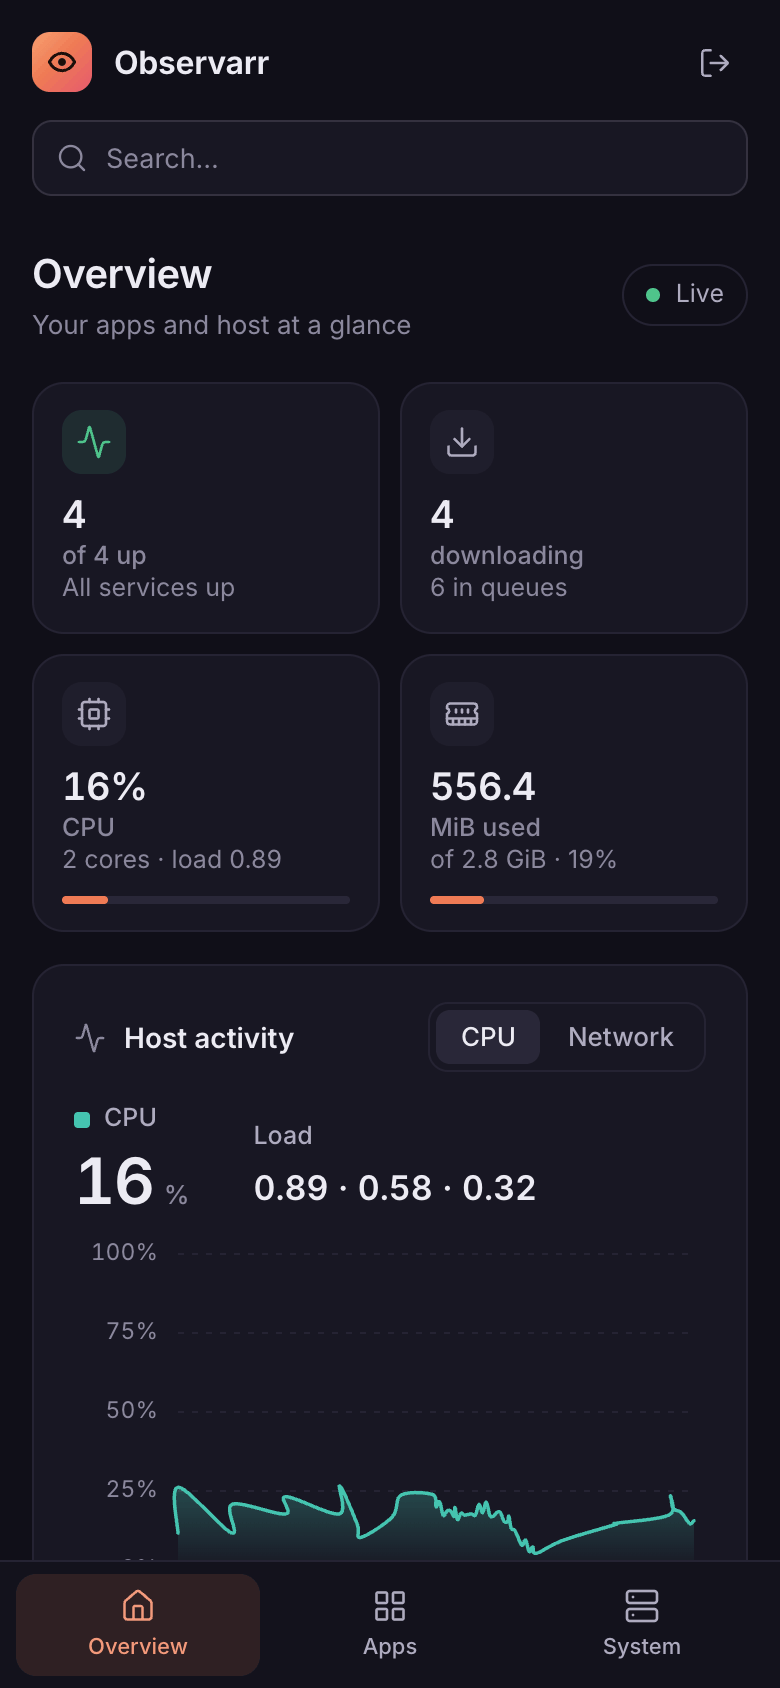 Observarr
Search...
Overview
Your apps and host at a glance
Live
4
of 4 up
All services up
4
downloading
6 in queues
16%
CPU
2 cores · load 0.89
556.4
MiB used
of 2.8 GiB · 19%
Host activity
CPU
Network
CPU
16 %
Load
0.89 · 0.58 · 0.32
100%
75%
50%
25%
Overview
Apps
System